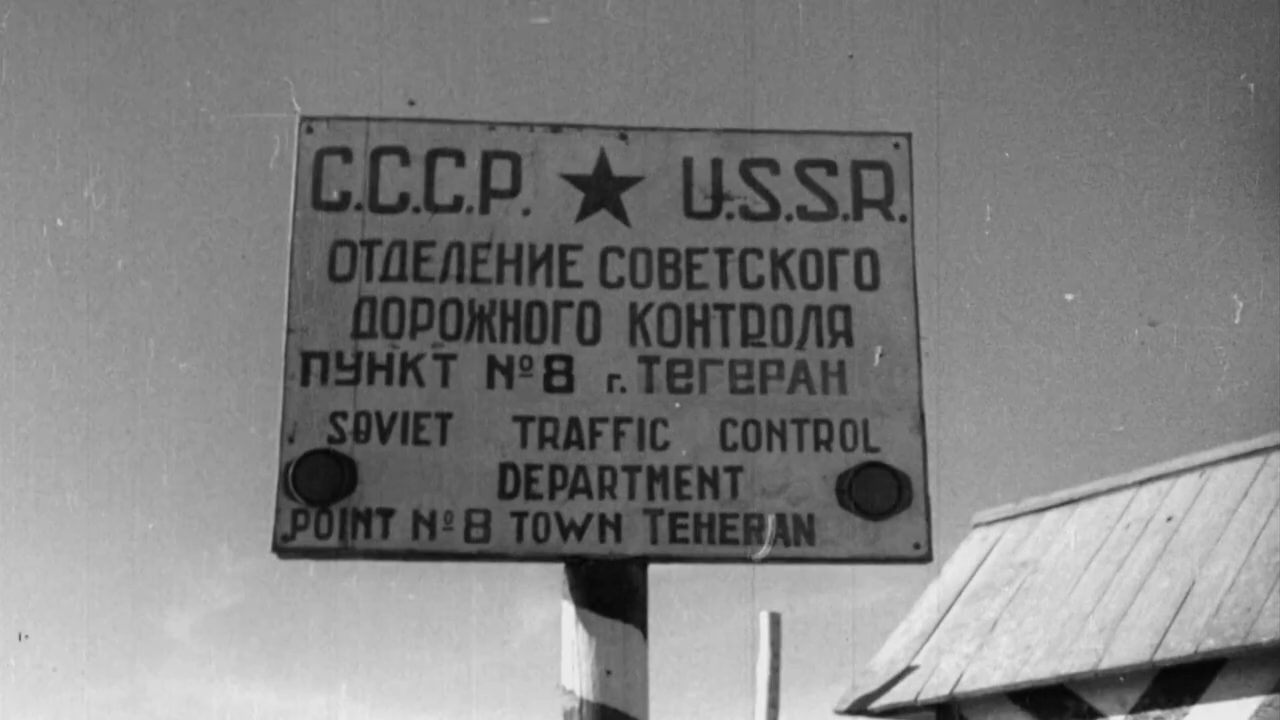 С.С.С.Р. ★ U.S.S.R.
ОТДЕЛЕНИЕ СОВЕТСКОГО
ДОРОЖНОГО КОНТРОЛЯ
ПУНКТ №8 г. ТЕГЕРАН
SOVIET TRAFFIC CONTROL
DEPARTMENT
POINT №8 TOWN TEHERAN